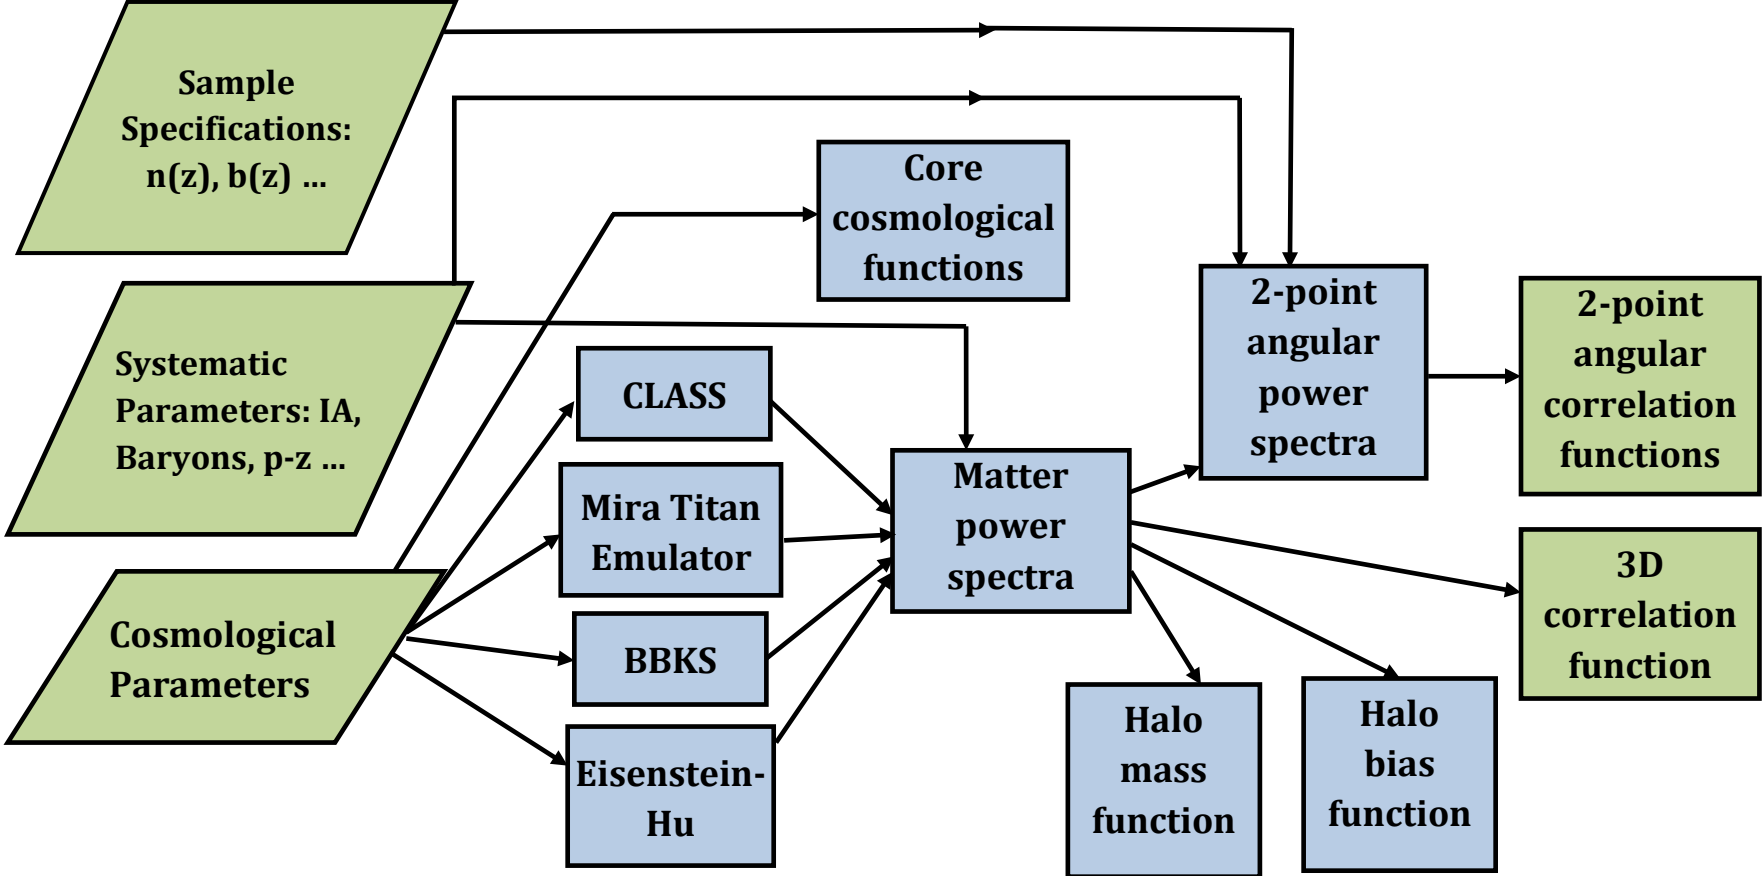 Sample
Specifications:
n(z), b(z) ...
Systematic
Parameters: IA,
Baryons, p-z ...
Cosmological
Parameters
Core
cosmological
functions
CLASS
Mira Titan
Emulator
BBKS
Eisenstein-
Hu
Matter
power
spectra
2-point
angular
power
spectra
Halo
mass
function
Halo
bias
function
2-point
angular
correlation
functions
3D
correlation
function